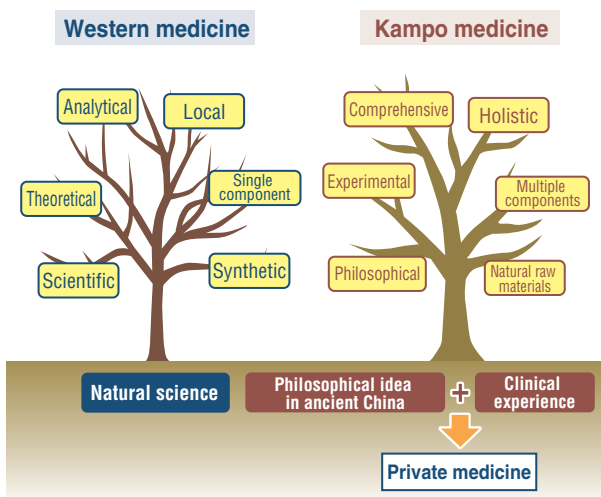 Western medicine
Kampo medicine
Analytical
Local
Theoretical
Single
component
Scientific
Synthetic
Comprehensive
Holistic
Experimental
Multiple
components
Philosophical
Natural raw
materials
Natural science
Philosophical idea
in ancient China
+
Clinical
experience
Private medicine